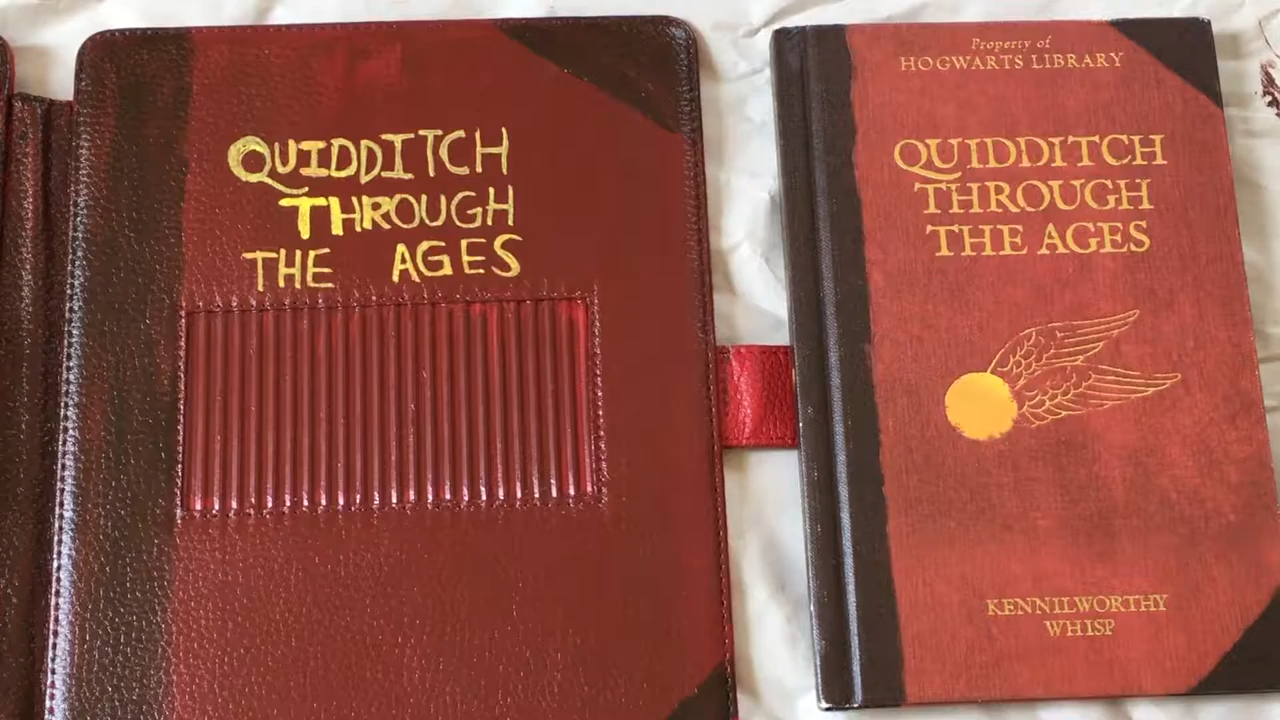 QUIDDITCH
THROUGH
THE AGES
Property of
HOGWARTS LIBRARY
QUIDDITCH
THROUGH
THE AGES
KENNILWORTHY
WHISP